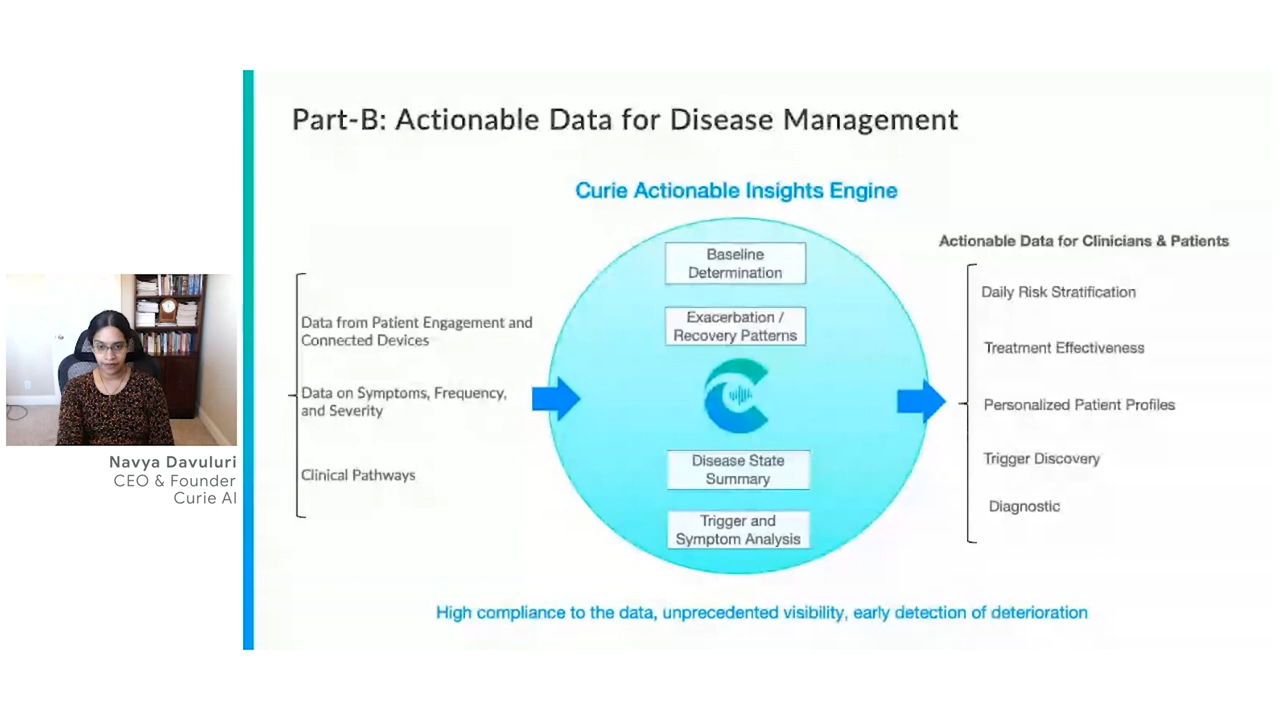 Part-B: Actionable Data for Disease Management
Curie Actionable Insights Engine
Data from Patient Engagement and
Connected Devices
Data on Symptoms, Frequency,
and Severity
Clinical Pathways
Baseline
Determination
Exacerbation /
Recovery Patterns
Disease State
Summary
Trigger and
Symptom Analysis
Actionable Data for Clinicians & Patients
Daily Risk Stratification
Treatment Effectiveness
Personalized Patient Profiles
Trigger Discovery
Diagnostic
High compliance to the data, unprecedented visibility, early detection of deterioration
Navya Davuluri
CEO & Founder
Curie AI